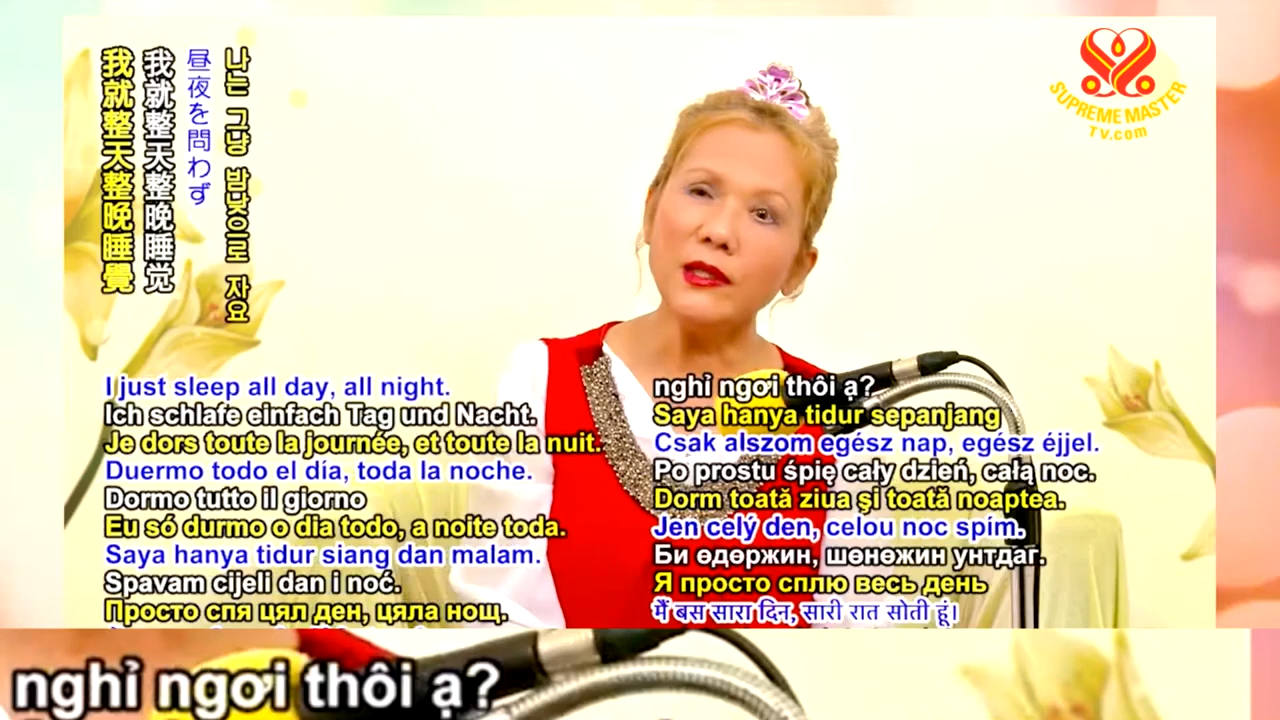 我就整天整晚睡覺
我就整天整晚睡觉
昼夜を問わず
나는 그냥 밤낮으로 자요
SUPREME MASTER
TV.com
I just sleep all day, all night.
Ich schlafe einfach Tag und Nacht.
Je dors toute la journée, et toute la nuit.
Duermo todo el día, toda la noche.
Dormo tutto il giorno
Eu só durmo o dia todo, a noite toda.
Saya hanya tidur siang dan malam.
Spavam cijeli dan i noć.
Просто спя цял ден, цяла нощ.
nghỉ ngơi thôi ạ?
Saya hanya tidur sepanjang
Csak alszom egész nap, egész éjjel.
Po prostu śpię cały dzień, całą noc.
Dorm toată ziua şi toată noaptea.
Jen celý den, celou noc spím.
Би өдөржин, шөнөжин унтдаг.
Я просто сплю весь день
मैं बस सारा दिन, सारी रात सोती हूं।
nghỉ ngơi thôi ạ?